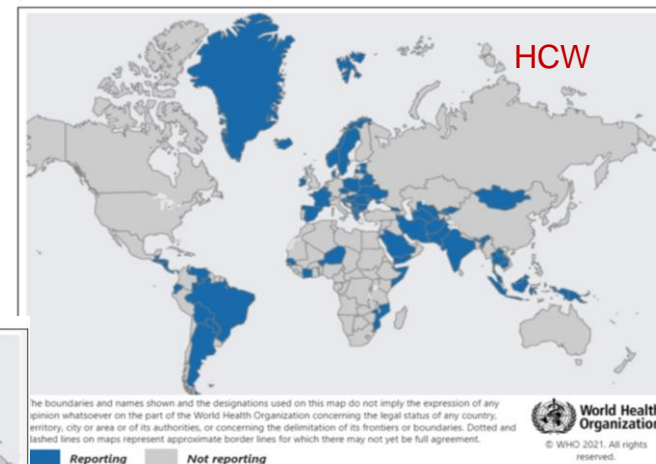 HCW
The boundaries and names shown and the designations used on this map do not imply the expression of any
opinion whatsoever on the part of the World Health Organization concerning the legal status of any country,
territory, city or area or of its authorities, or concerning the delimitation of its frontiers or boundaries. Dotted and
dashed lines on maps represent approximate border lines for which there may not yet be full agreement.
World Health
Organization
© WHO 2021. All rights
reserved.
Reporting Not reporting